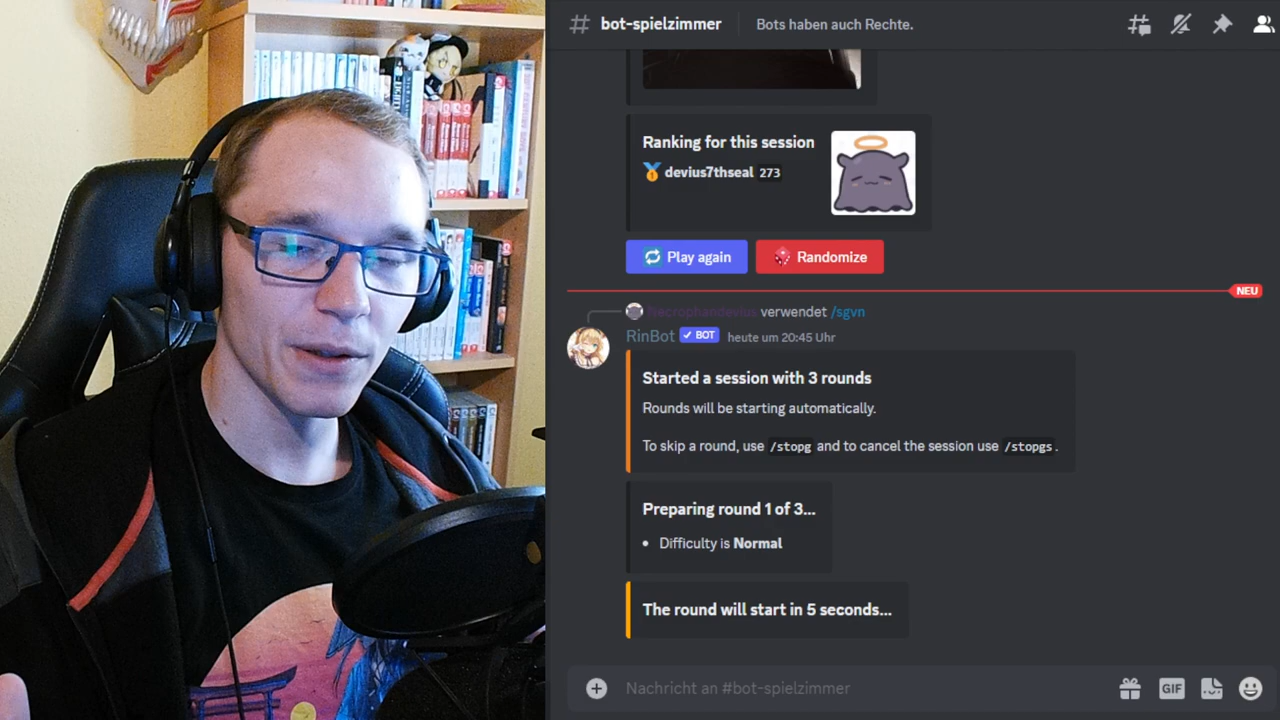 bot-spielzimmer
Bots haben auch Rechte.
Ranking for this session
devius7thseal 273
Play again
Randomize
NEU
Necrophandevius verwendet /sgvn
RinBot BOT heute um 20:45 Uhr
Started a session with 3 rounds
Rounds will be starting automatically.
To skip a round, use /stopg and to cancel the session use /stopgs.
Preparing round 1 of 3...
• Difficulty is Normal
The round will start in 5 seconds...
Nachricht an #bot-spielzimmer
GIF